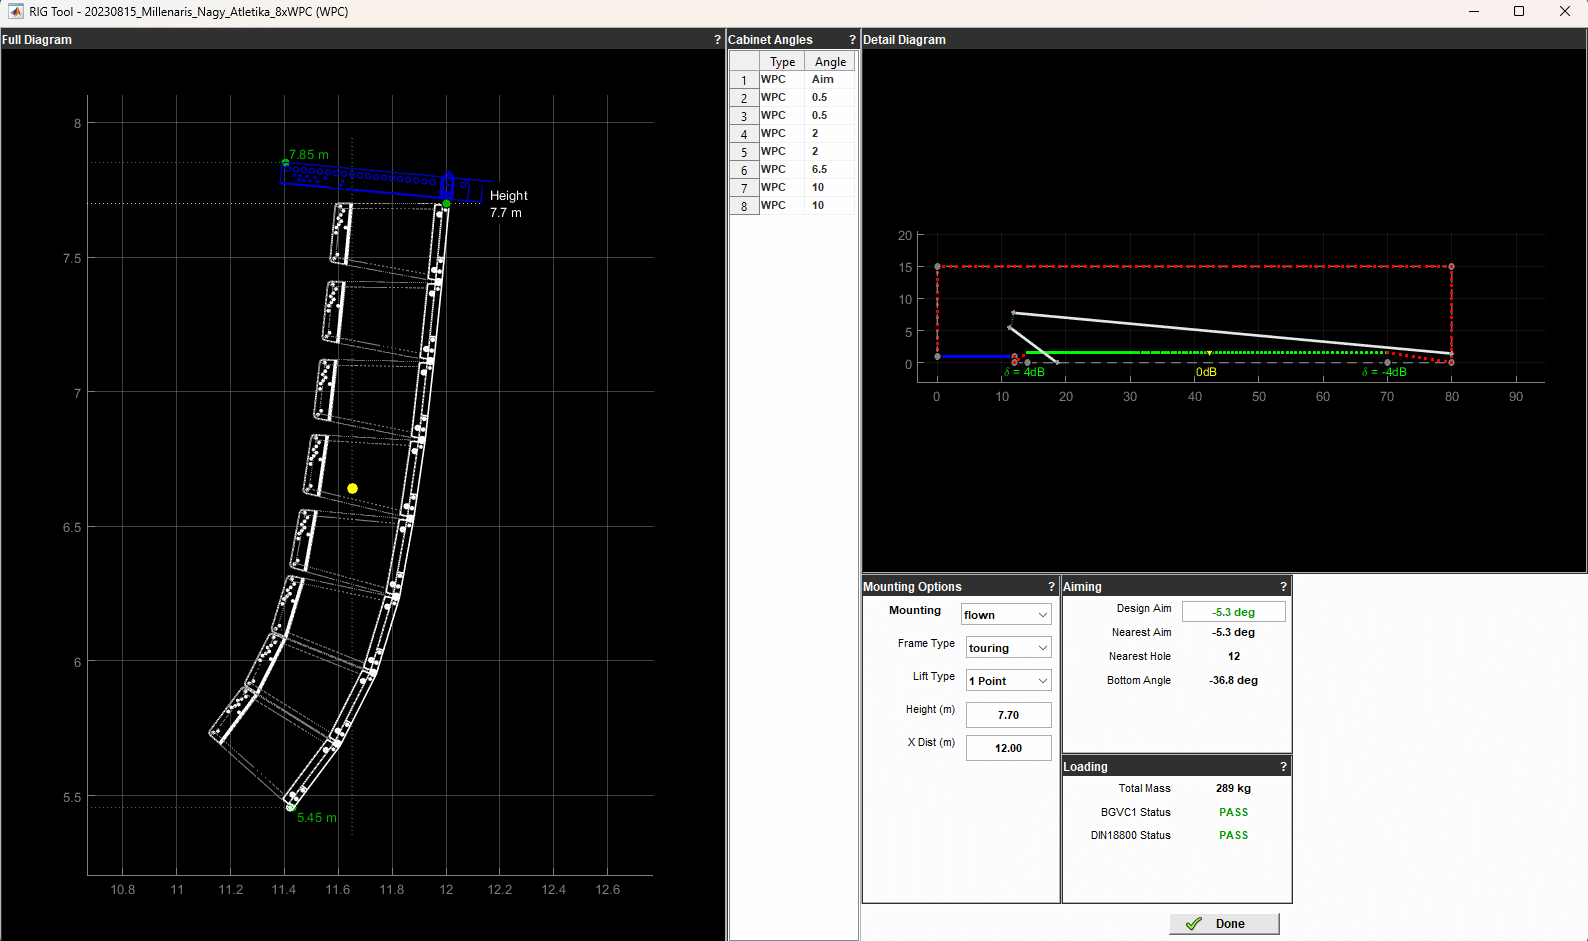 RIG Tool - 20230815_Millenaris_Nagy_Atletika_8xWPC (WPC)
Full Diagram ?
8
7.5
7
6.5
6
5.5
10.8 11 11.2 11.4 11.6 11.8 12 12.2 12.4 12.6
7.85 m
Height
7.7 m
5.45 m
Cabinet Angles ?
Type Angle
1 WPC Aim
2 WPC 0.5
3 WPC 0.5
4 WPC 2
5 WPC 2
6 WPC 6.5
7 WPC 10
8 WPC 10
Detail Diagram
20
15
10
5
0
δ = 4dB 0dB δ = -4dB
0 10 20 30 40 50 60 70 80 90
Mounting Options ?
Mounting flown
Frame Type touring
Lift Type 1 Point
Height (m) 7.70
X Dist (m) 12.00
Aiming ?
Design Aim -5.3 deg
Nearest Aim -5.3 deg
Nearest Hole 12
Bottom Angle -36.8 deg
Loading ?
Total Mass 289 kg
BGVC1 Status PASS
DIN18800 Status PASS
Done